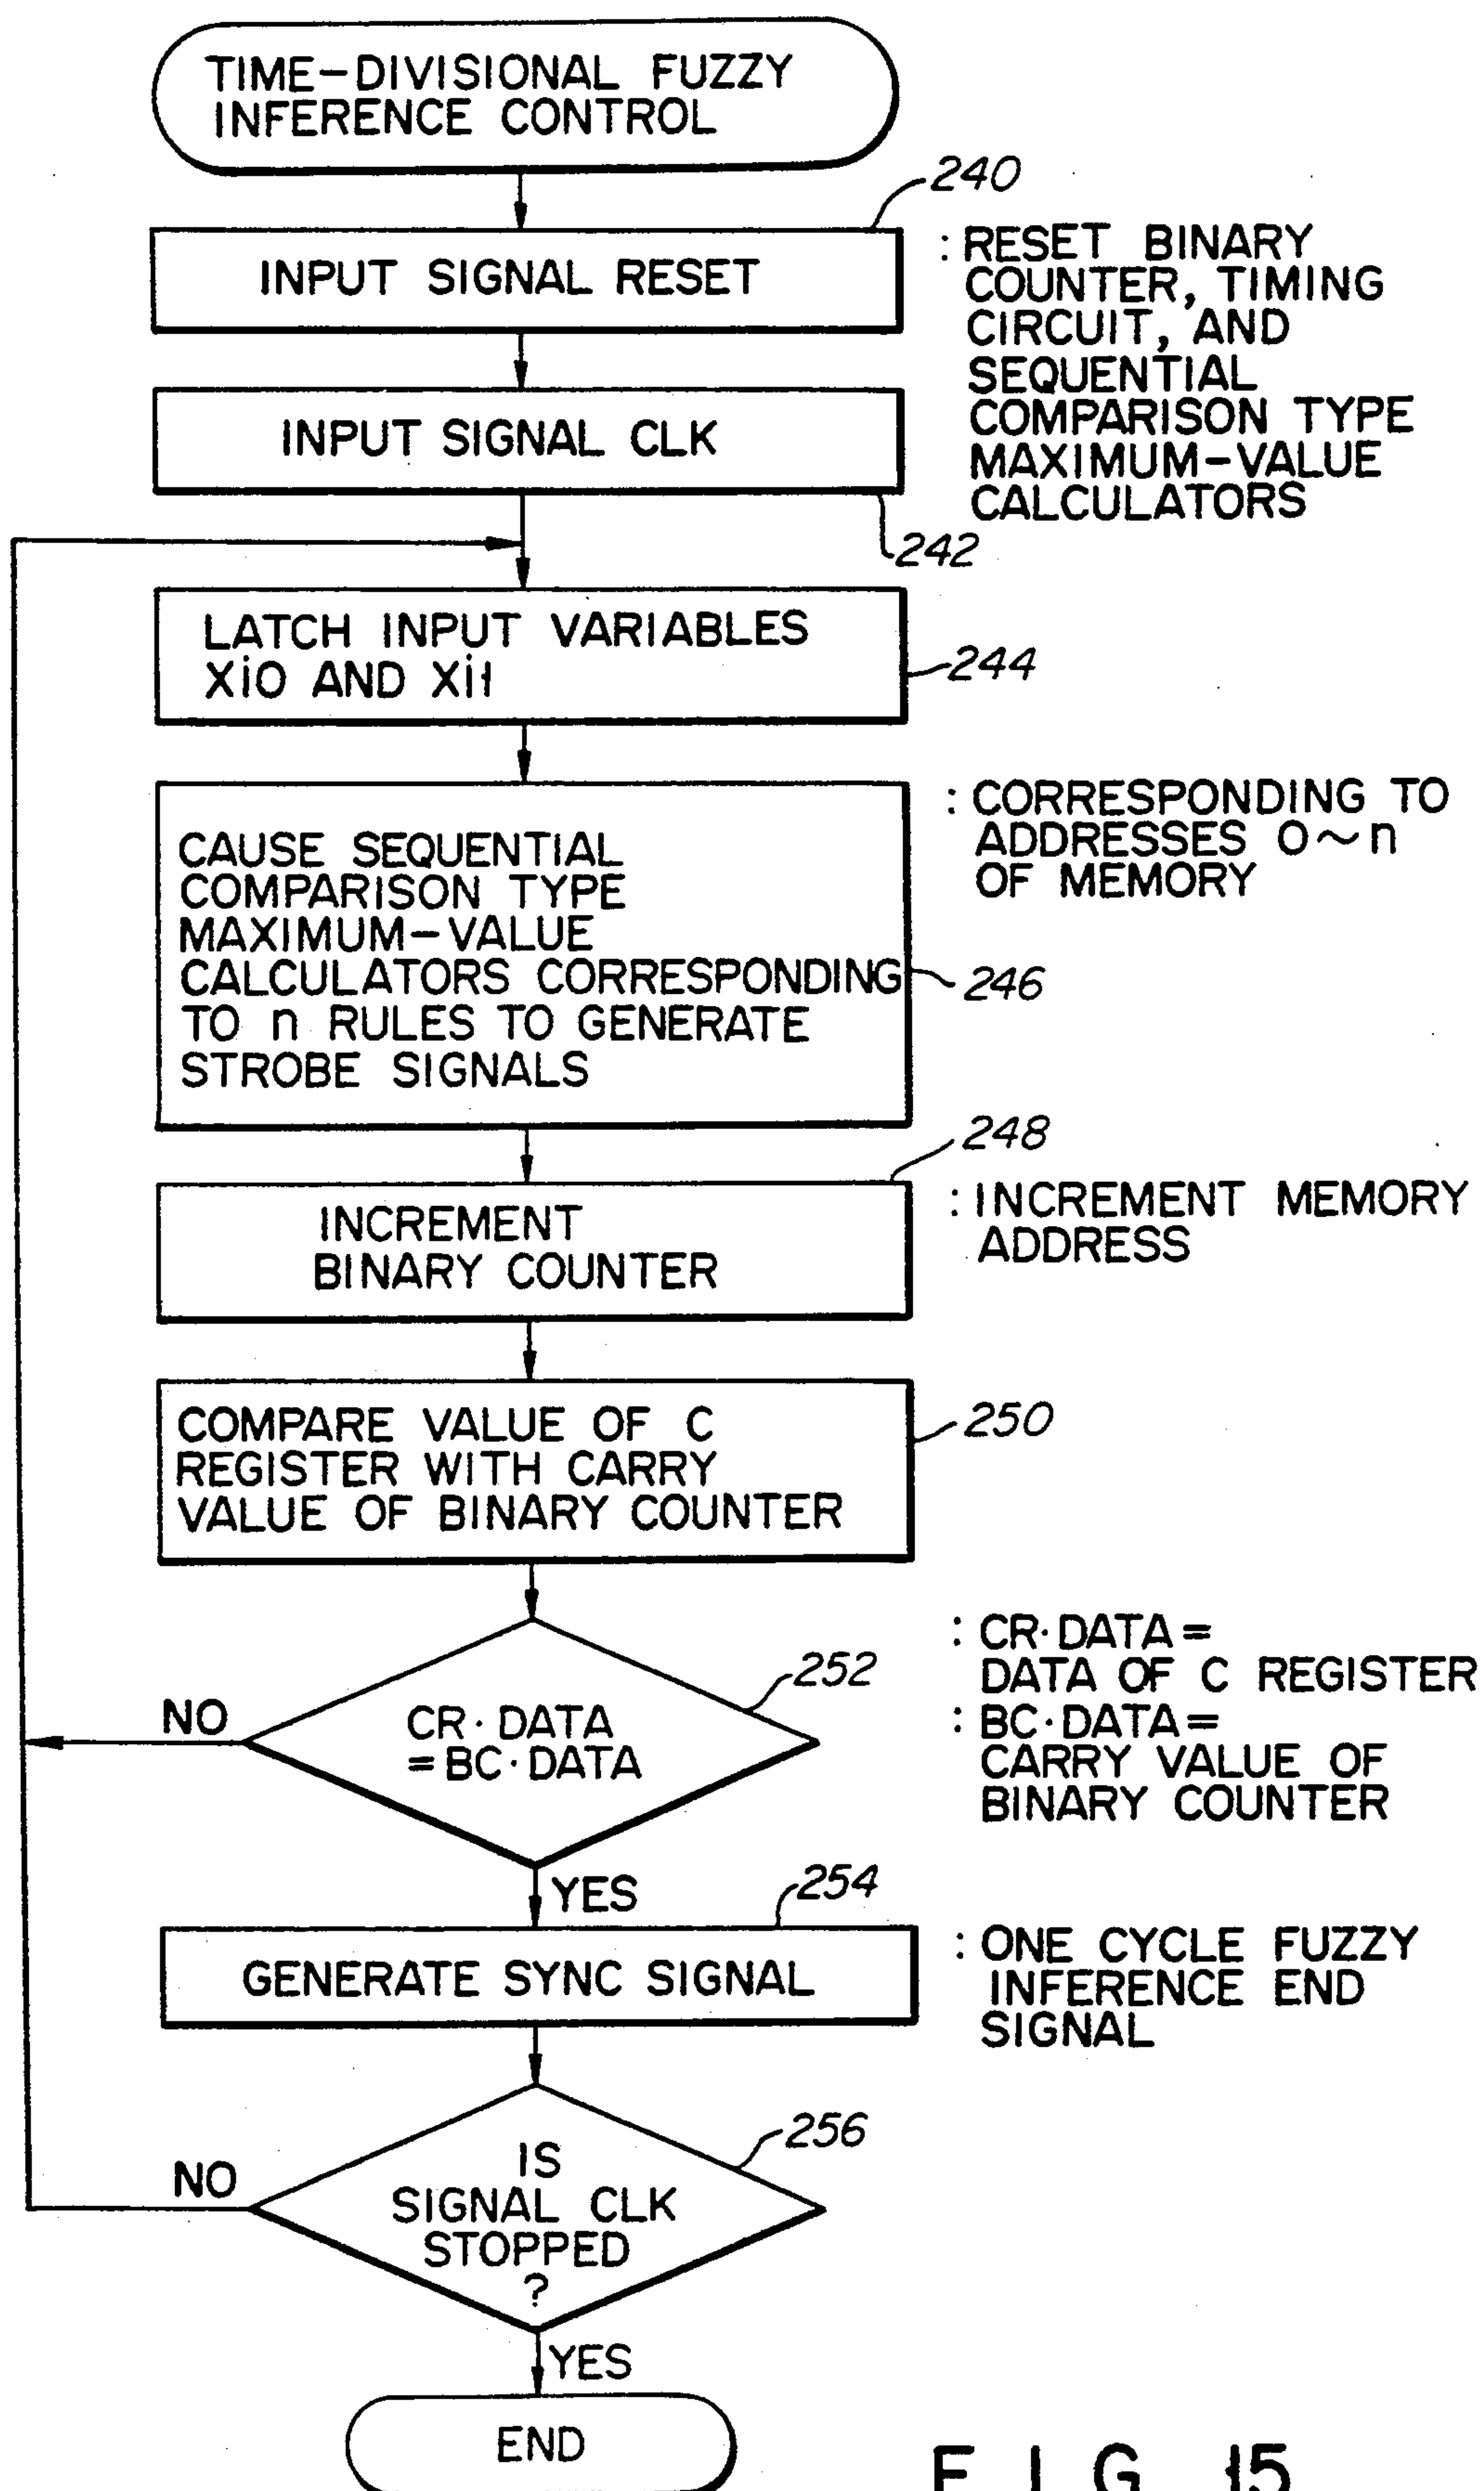 TIME-DIVISIONAL FUZZY
INFERENCE CONTROL
240
INPUT SIGNAL RESET
: RESET BINARY
COUNTER, TIMING
CIRCUIT, AND
SEQUENTIAL
COMPARISON TYPE
MAXIMUM-VALUE
CALCULATORS
INPUT SIGNAL CLK
242
LATCH INPUT VARIABLES
Xi0 AND Xi1
244
CAUSE SEQUENTIAL
COMPARISON TYPE
MAXIMUM-VALUE
CALCULATORS CORRESPONDING
TO n RULES TO GENERATE
STROBE SIGNALS
: CORRESPONDING TO
ADDRESSES 0~n
OF MEMORY
246
248
INCREMENT
BINARY COUNTER
: INCREMENT MEMORY
ADDRESS
COMPARE VALUE OF C
REGISTER WITH CARRY
VALUE OF BINARY COUNTER
250
252
NO
CR·DATA
=BC·DATA
: CR·DATA=
DATA OF C REGISTER
: BC·DATA=
CARRY VALUE OF
BINARY COUNTER
YES
254
GENERATE SYNC SIGNAL
: ONE CYCLE FUZZY
INFERENCE END
SIGNAL
256
NO
IS
SIGNAL CLK
STOPPED
?
YES
END
FIG. 15